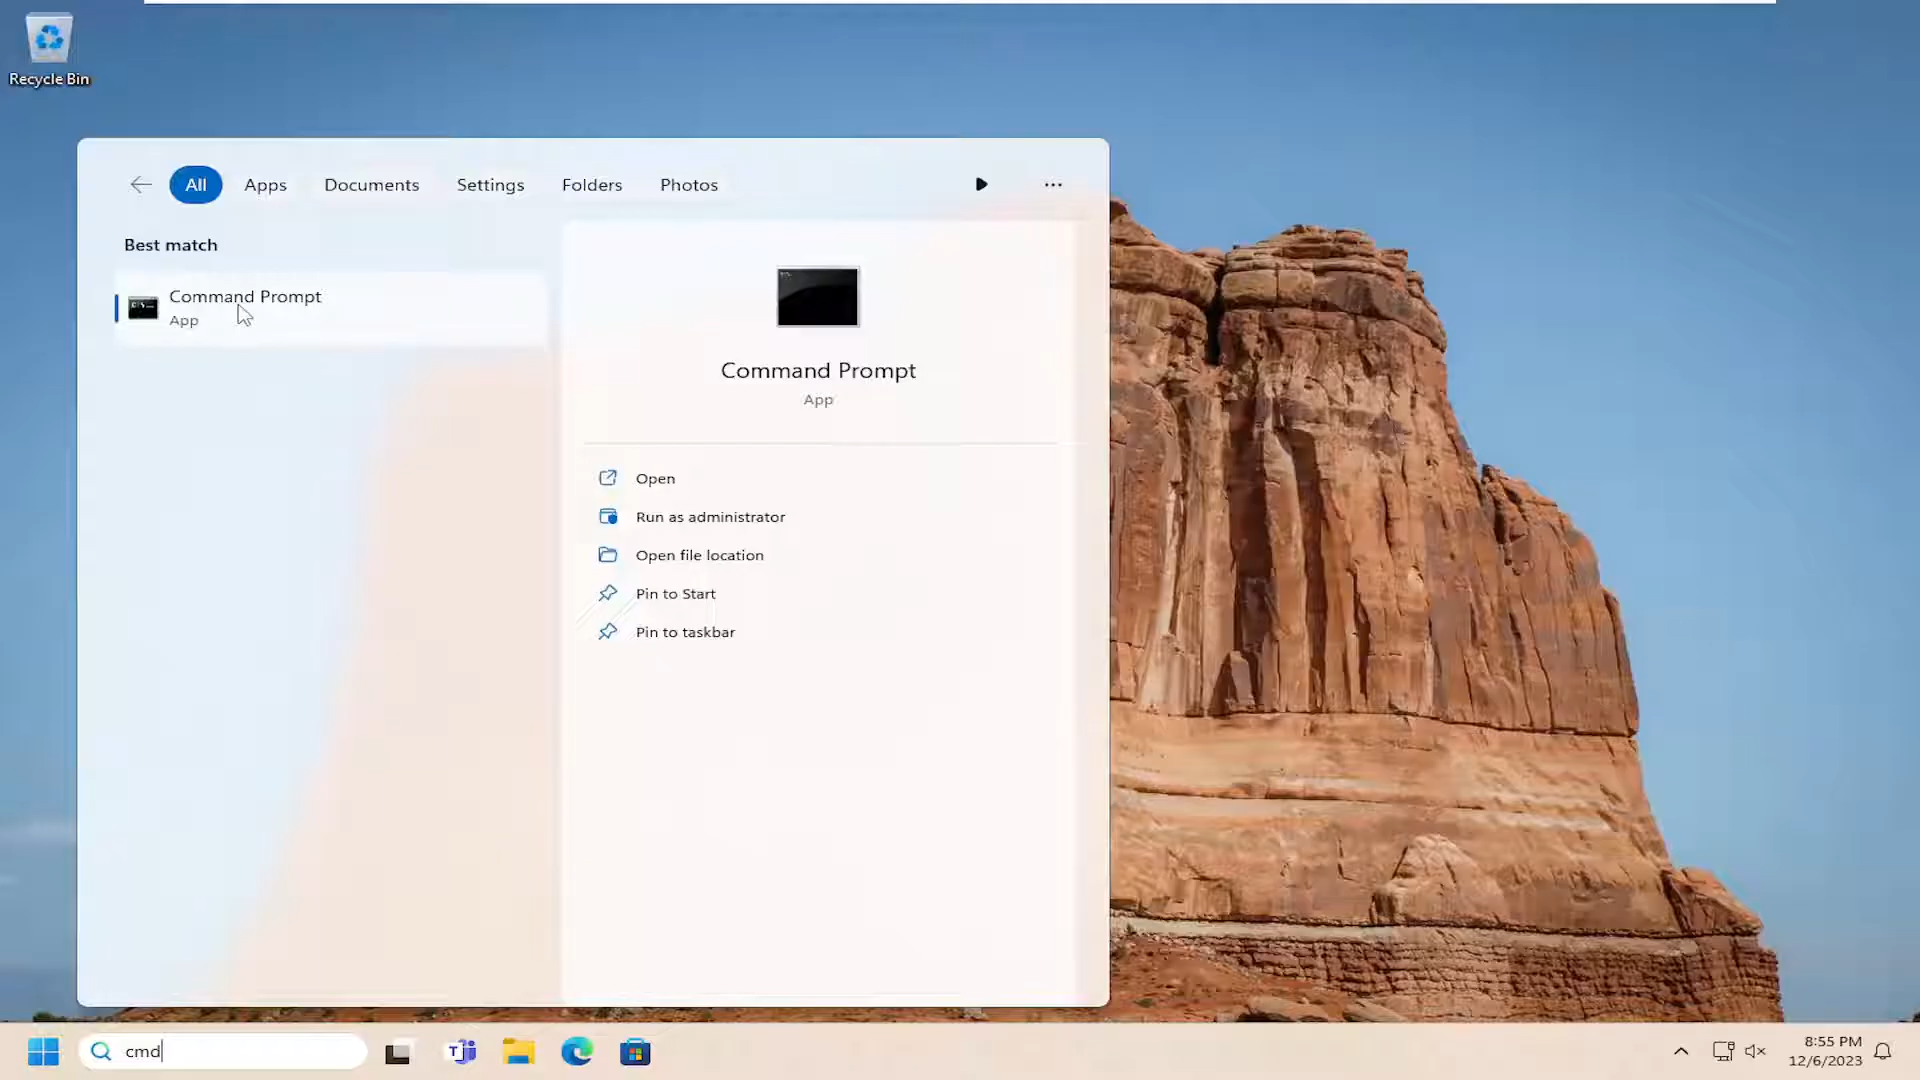 Recycle Bin
All Apps Documents Settings Folders Photos
Best match
Command Prompt
App
Command Prompt
App
Open
Run as administrator
Open file location
Pin to Start
Pin to taskbar
cmd
8:55 PM
12/6/2023